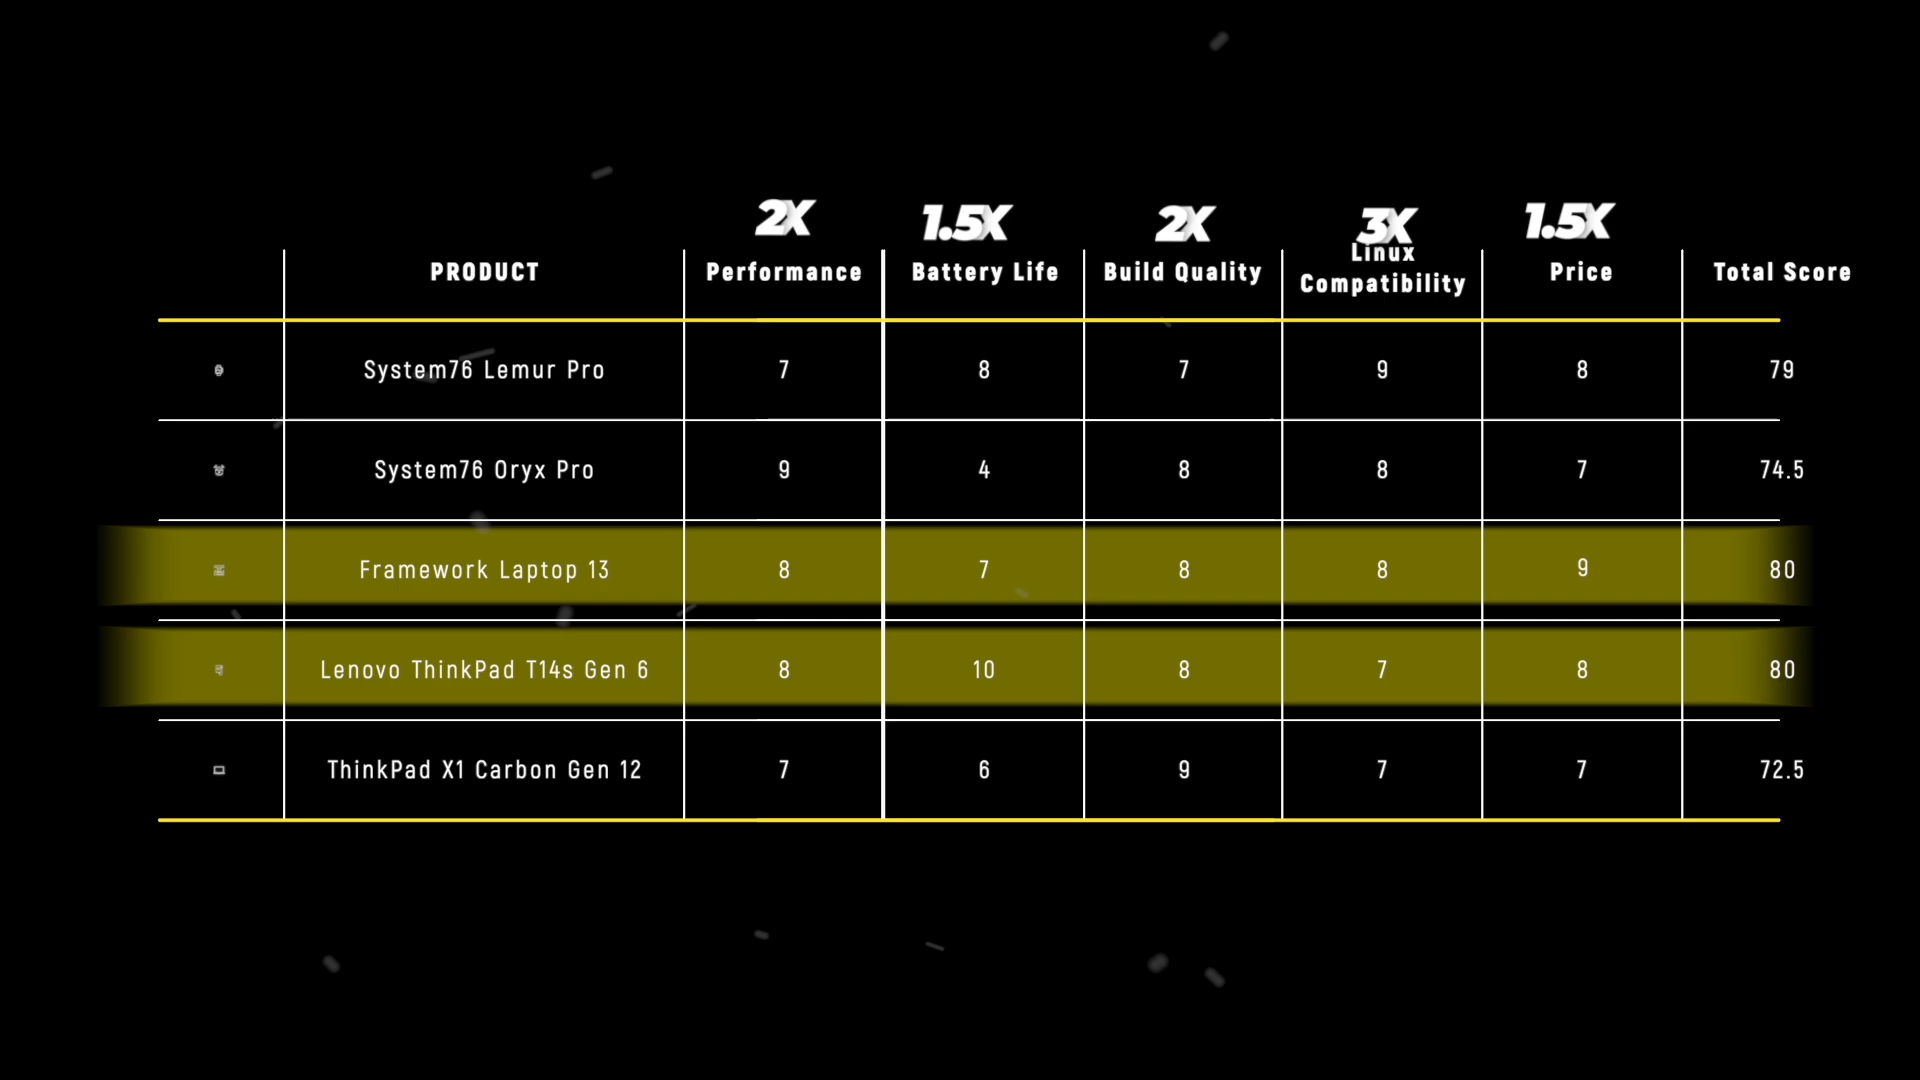 2X 1.5X 2X 3X 1.5X
PRODUCT Performance Battery Life Build Quality Linux Compatibility Price Total Score
System76 Lemur Pro 7 8 7 9 8 79
System76 Oryx Pro 9 4 8 8 7 74.5
Framework Laptop 13 8 7 8 8 9 80
Lenovo ThinkPad T14s Gen 6 8 10 8 7 8 80
ThinkPad X1 Carbon Gen 12 7 6 9 7 7 72.5